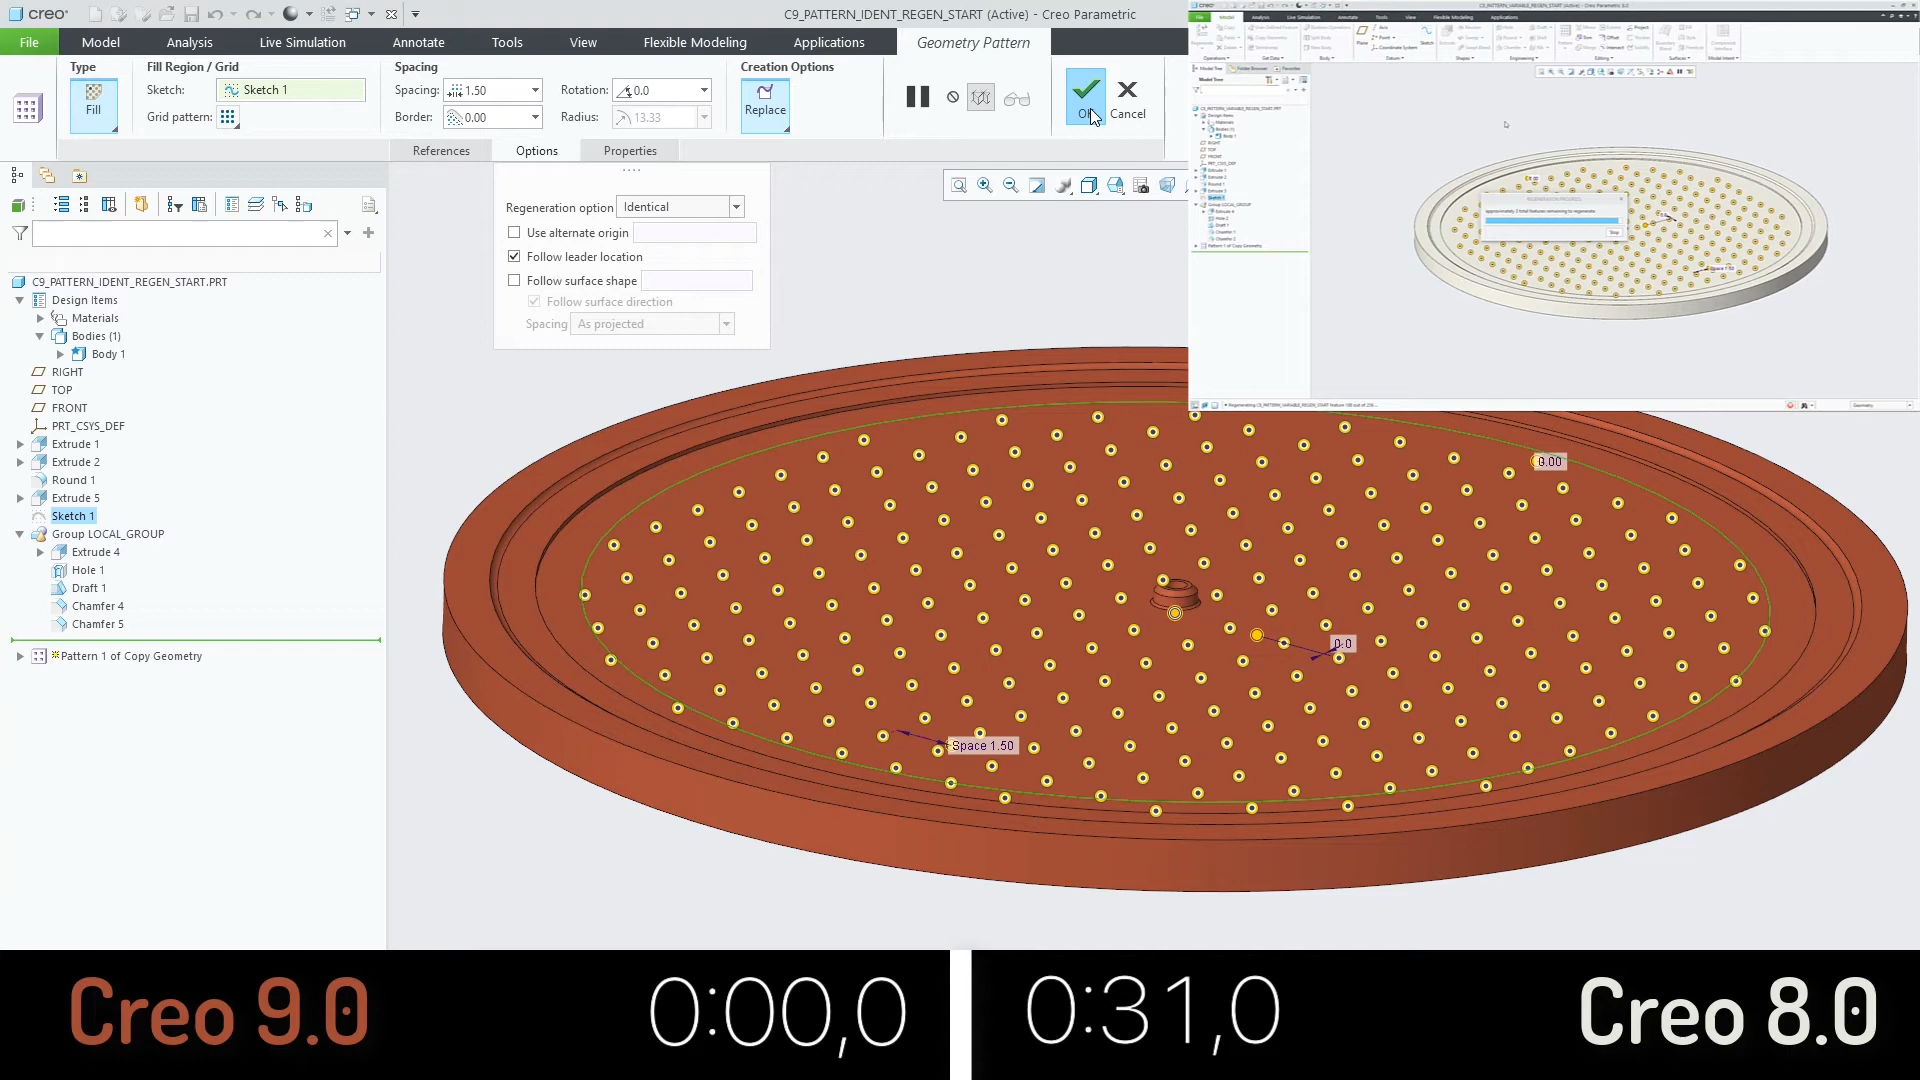 creo
C9_PATTERN_IDENT_REGEN_START (Active) - Creo Parametric
File
Model
Analysis
Live Simulation
Annotate
Tools
View
Flexible Modeling
Applications
Geometry Pattern
Type
Fill
Fill Region / Grid
Sketch:
Sketch 1
Grid pattern:
Spacing
Spacing:
1.50
Rotation:
0.0
Border:
0.00
Radius:
13.33
Creation Options
Replace
OK
Cancel
References
Options
Properties
Regeneration option
Identical
Use alternate origin
Follow leader location
Follow surface shape
Follow surface direction
Spacing
As projected
C9_PATTERN_IDENT_REGEN_START.PRT
Design Items
Materials
Bodies (1)
Body 1
RIGHT
TOP
FRONT
PRT_CSYS_DEF
Extrude 1
Extrude 2
Round 1
Extrude 5
Sketch 1
Group LOCAL_GROUP
Extrude 4
Hole 1
Draft 1
Chamfer 4
Chamfer 5
Pattern 1 of Copy Geometry
0.00
0.0
Space 1.50
Creo 9.0
0:00,0
0:31,0
Creo 8.0